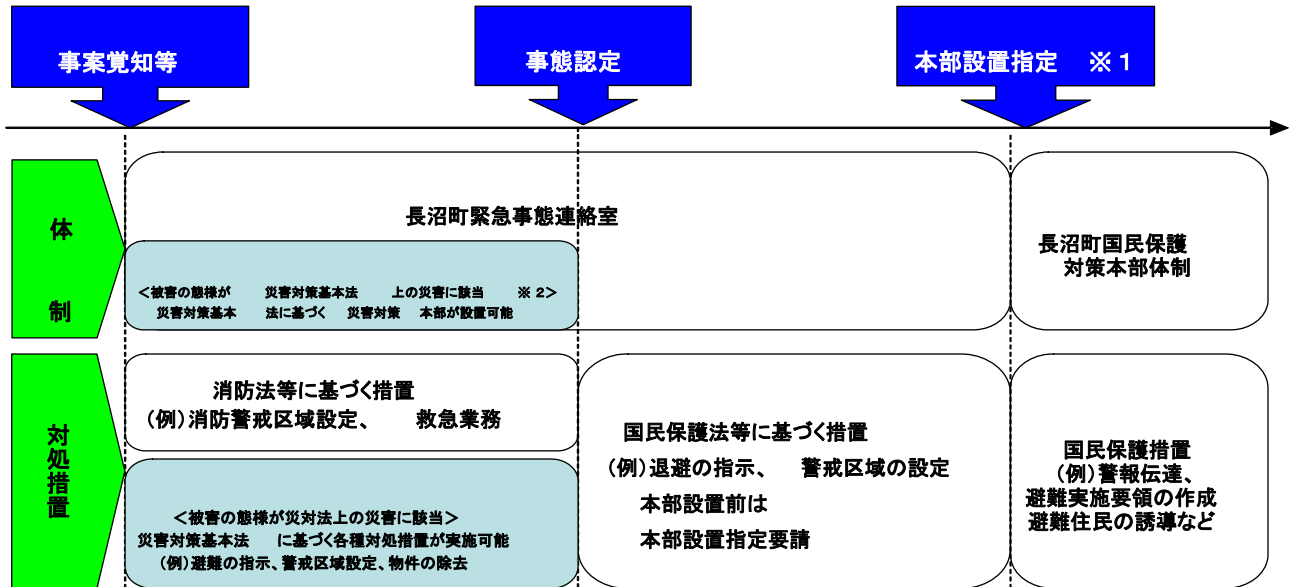 事案覚知等
事態認定
本部設置指定 ※1
体制
長沼町緊急事態連絡室
<被害の態様が 災害対策基本法 上の災害に該当 ※2>
災害対策基本 法に基づく 災害対策 本部が設置可能
長沼町国民保護
対策本部体制
対処措置
消防法等に基づく措置
(例)消防警戒区域設定、 救急業務
<被害の態様が災対法上の災害に該当>
災害対策基本法 に基づく各種対処措置が実施可能
(例)避難の指示、警戒区域設定、物件の除去
国民保護法等に基づく措置
(例)退避の指示、 警戒区域の設定
本部設置前は
本部設置指定要請
国民保護措置
(例)警報伝達、
避難実施要領の作成
避難住民の誘導など